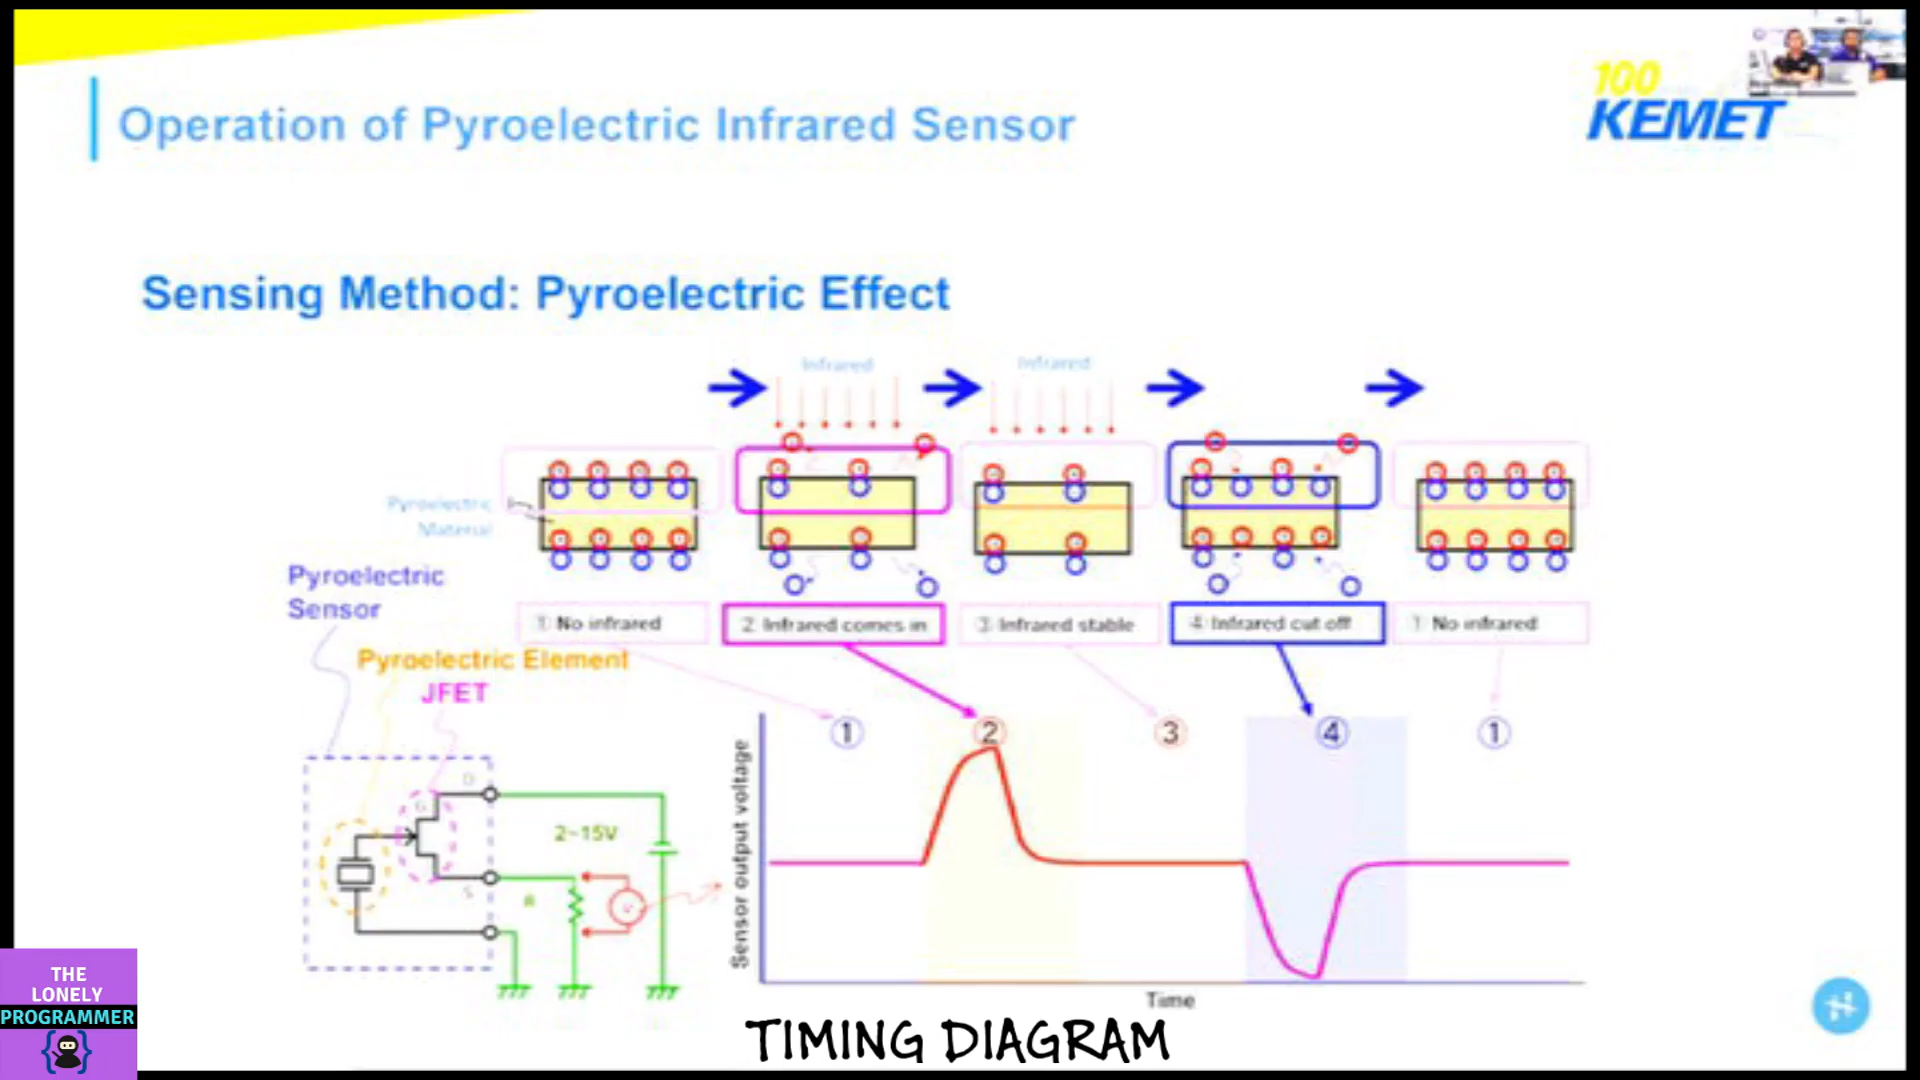 100
KEMET
Operation of Pyroelectric Infrared Sensor
Sensing Method: Pyroelectric Effect
Infrared
Infrared
Pyroelectric
Material
① No infrared
② Infrared comes in
③ Infrared stable
④ Infrared cut off
① No infrared
Pyroelectric
Sensor
Pyroelectric Element
JFET
D
G
S
2~15V
R
①
②
③
④
①
Sensor output voltage
Time
THE
LONELY
PROGRAMMER
TIMING DIAGRAM